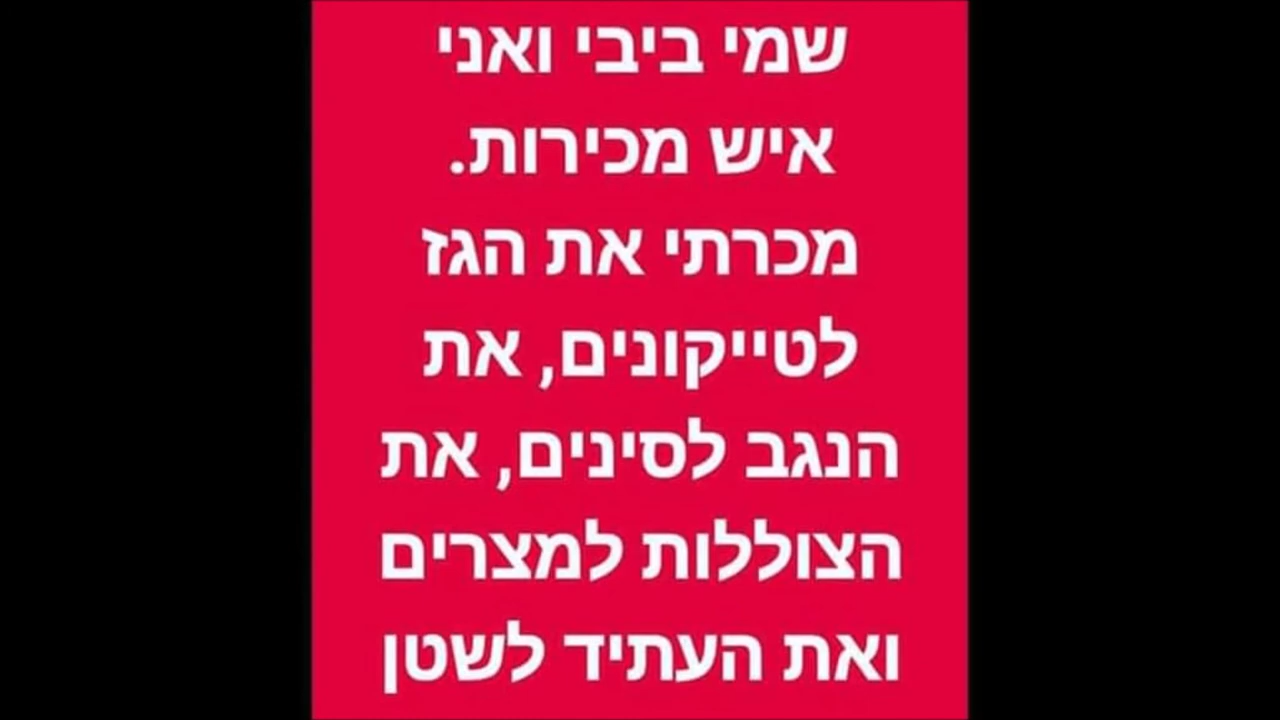 שמי ביבי ואני
איש מכירות.
מכרתי את הגז
לטייקונים, את
הנגב לסינים, את
הצוללות למצרים
ואת העתיד לשטן